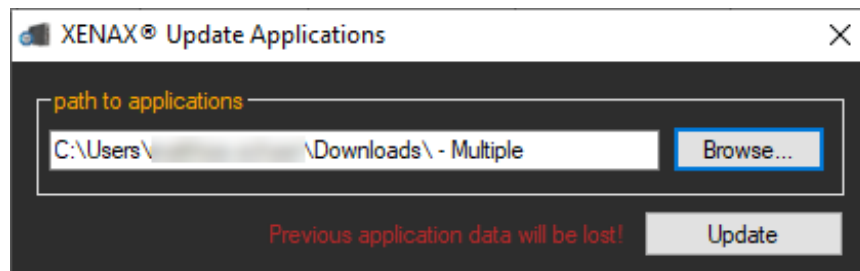 XENAX® Update Applications
path to applications
C:\Users\ \Downloads\ - Multiple
Browse...
Previous application data will be lost!
Update